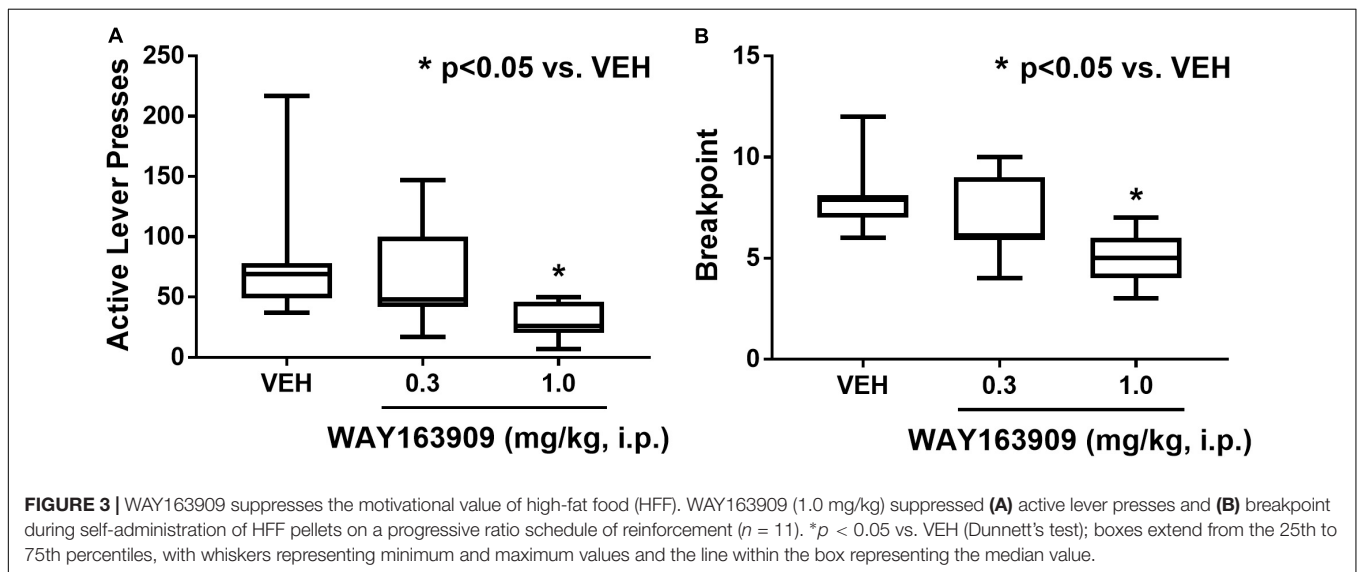 A
Active Lever Presses
250
200
150
100
50
0
* p<0.05 vs. VEH
*
VEH
0.3
1.0
WAY163909 (mg/kg, i.p.)
B
Breakpoint
15
10
5
0
* p<0.05 vs. VEH
*
VEH
0.3
1.0
WAY163909 (mg/kg, i.p.)
FIGURE 3 | WAY163909 suppresses the motivational value of high-fat food (HFF). WAY163909 (1.0 mg/kg) suppressed (A) active lever presses and (B) breakpoint
during self-administration of HFF pellets on a progressive ratio schedule of reinforcement (n = 11). *p < 0.05 vs. VEH (Dunnett's test); boxes extend from the 25th to
75th percentiles, with whiskers representing minimum and maximum values and the line within the box representing the median value.